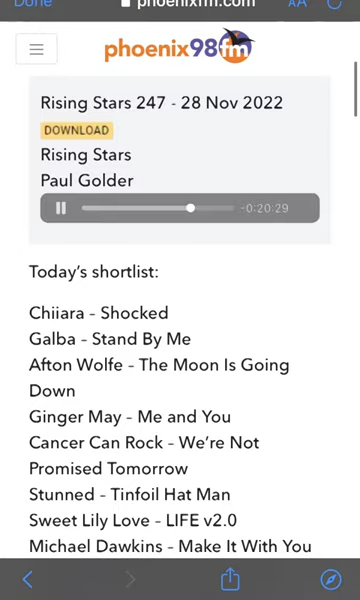 Done phoenixfm.com AA
phoenix98fm
Rising Stars 247 - 28 Nov 2022
DOWNLOAD
Rising Stars
Paul Golder
-0:20:29
Today's shortlist:
Chiiara – Shocked
Galba – Stand By Me
Afton Wolfe – The Moon Is Going
Down
Ginger May – Me and You
Cancer Can Rock – We're Not
Promised Tomorrow
Stunned – Tinfoil Hat Man
Sweet Lily Love – LIFE v2.0
Michael Dawkins – Make It With You